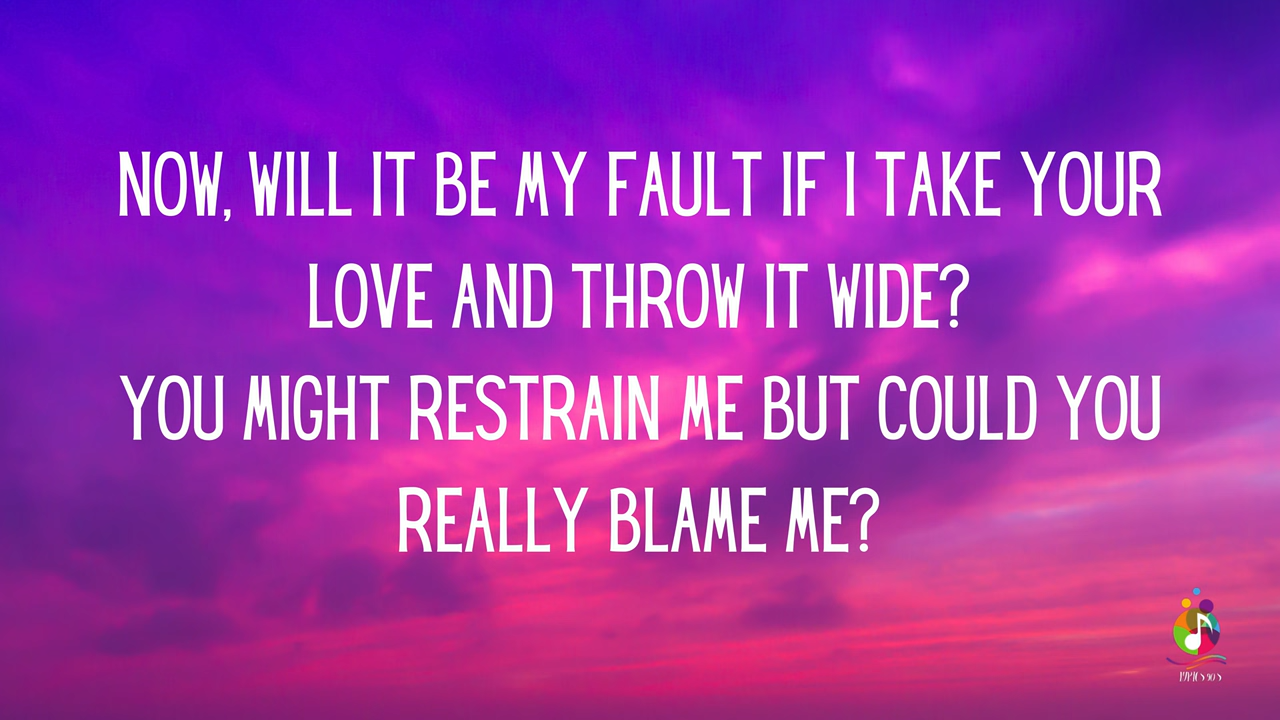 NOW, WILL IT BE MY FAULT IF I TAKE YOUR
LOVE AND THROW IT WIDE?
YOU MIGHT RESTRAIN ME BUT COULD YOU
REALLY BLAME ME?